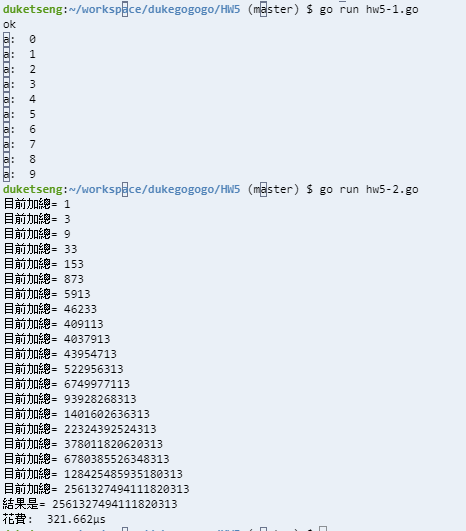 duketseng:~/workspace/dukegogogo/HW5 (master) $ go run hw5-1.go
ok
a:  0
a:  1
a:  2
a:  3
a:  4
a:  5
a:  6
a:  7
a:  8
a:  9
duketseng:~/workspace/dukegogogo/HW5 (master) $ go run hw5-2.go
目前加總= 1
目前加總= 3
目前加總= 9
目前加總= 33
目前加總= 153
目前加總= 873
目前加總= 5913
目前加總= 46233
目前加總= 409113
目前加總= 4037913
目前加總= 43954713
目前加總= 522956313
目前加總= 6749977113
目前加總= 93928268313
目前加總= 1401602636313
目前加總= 22324392524313
目前加總= 378011820620313
目前加總= 6780385526348313
目前加總= 128425485935180313
目前加總= 2561327494111820313
結果是= 2561327494111820313
花費:  321.662µs